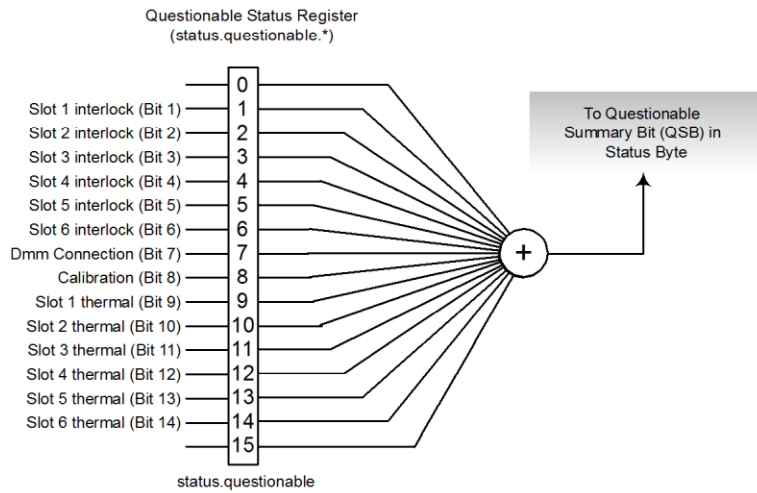 Questionable Status Register
(status.questionable.*)
0
Slot 1 interlock (Bit 1) 1
Slot 2 interlock (Bit 2) 2
Slot 3 interlock (Bit 3) 3
Slot 4 interlock (Bit 4) 4
Slot 5 interlock (Bit 5) 5
Slot 6 interlock (Bit 6) 6
Dmm Connection (Bit 7) 7
Calibration (Bit 8) 8
Slot 1 thermal (Bit 9) 9
Slot 2 thermal (Bit 10) 10
Slot 3 thermal (Bit 11) 11
Slot 4 thermal (Bit 12) 12
Slot 5 thermal (Bit 13) 13
Slot 6 thermal (Bit 14) 14
15
status.questionable
+
To Questionable
Summary Bit (QSB) in
Status Byte